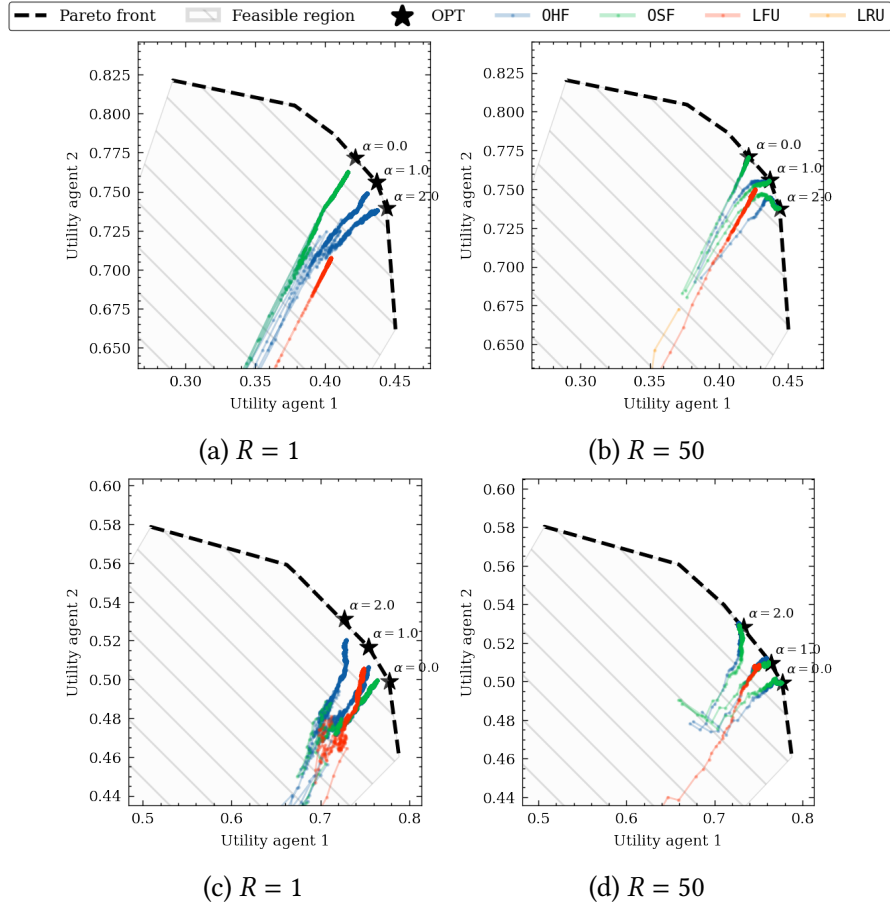 Pareto front Feasible region OPT OHF OSF LFU LRU
0.825
0.800
0.775
0.750
0.725
0.700
0.675
0.650
Utility agent 2
α = 0.0
α = 1.0
α = 2.0
0.30 0.35 0.40 0.45
Utility agent 1
(a) R = 1
0.825
0.800
0.775
0.750
0.725
0.700
0.675
0.650
Utility agent 2
α = 0.0
α = 1.0
α = 2.0
0.30 0.35 0.40 0.45
Utility agent 1
(b) R = 50
0.60
0.58
0.56
0.54
0.52
0.50
0.48
0.46
0.44
Utility agent 2
α = 2.0
α = 1.0
α = 0.0
0.5 0.6 0.7 0.8
Utility agent 1
(c) R = 1
0.60
0.58
0.56
0.54
0.52
0.50
0.48
0.46
0.44
Utility agent 2
α = 2.0
α = 1.0
α = 0.0
0.5 0.6 0.7 0.8
Utility agent 1
(d) R = 50